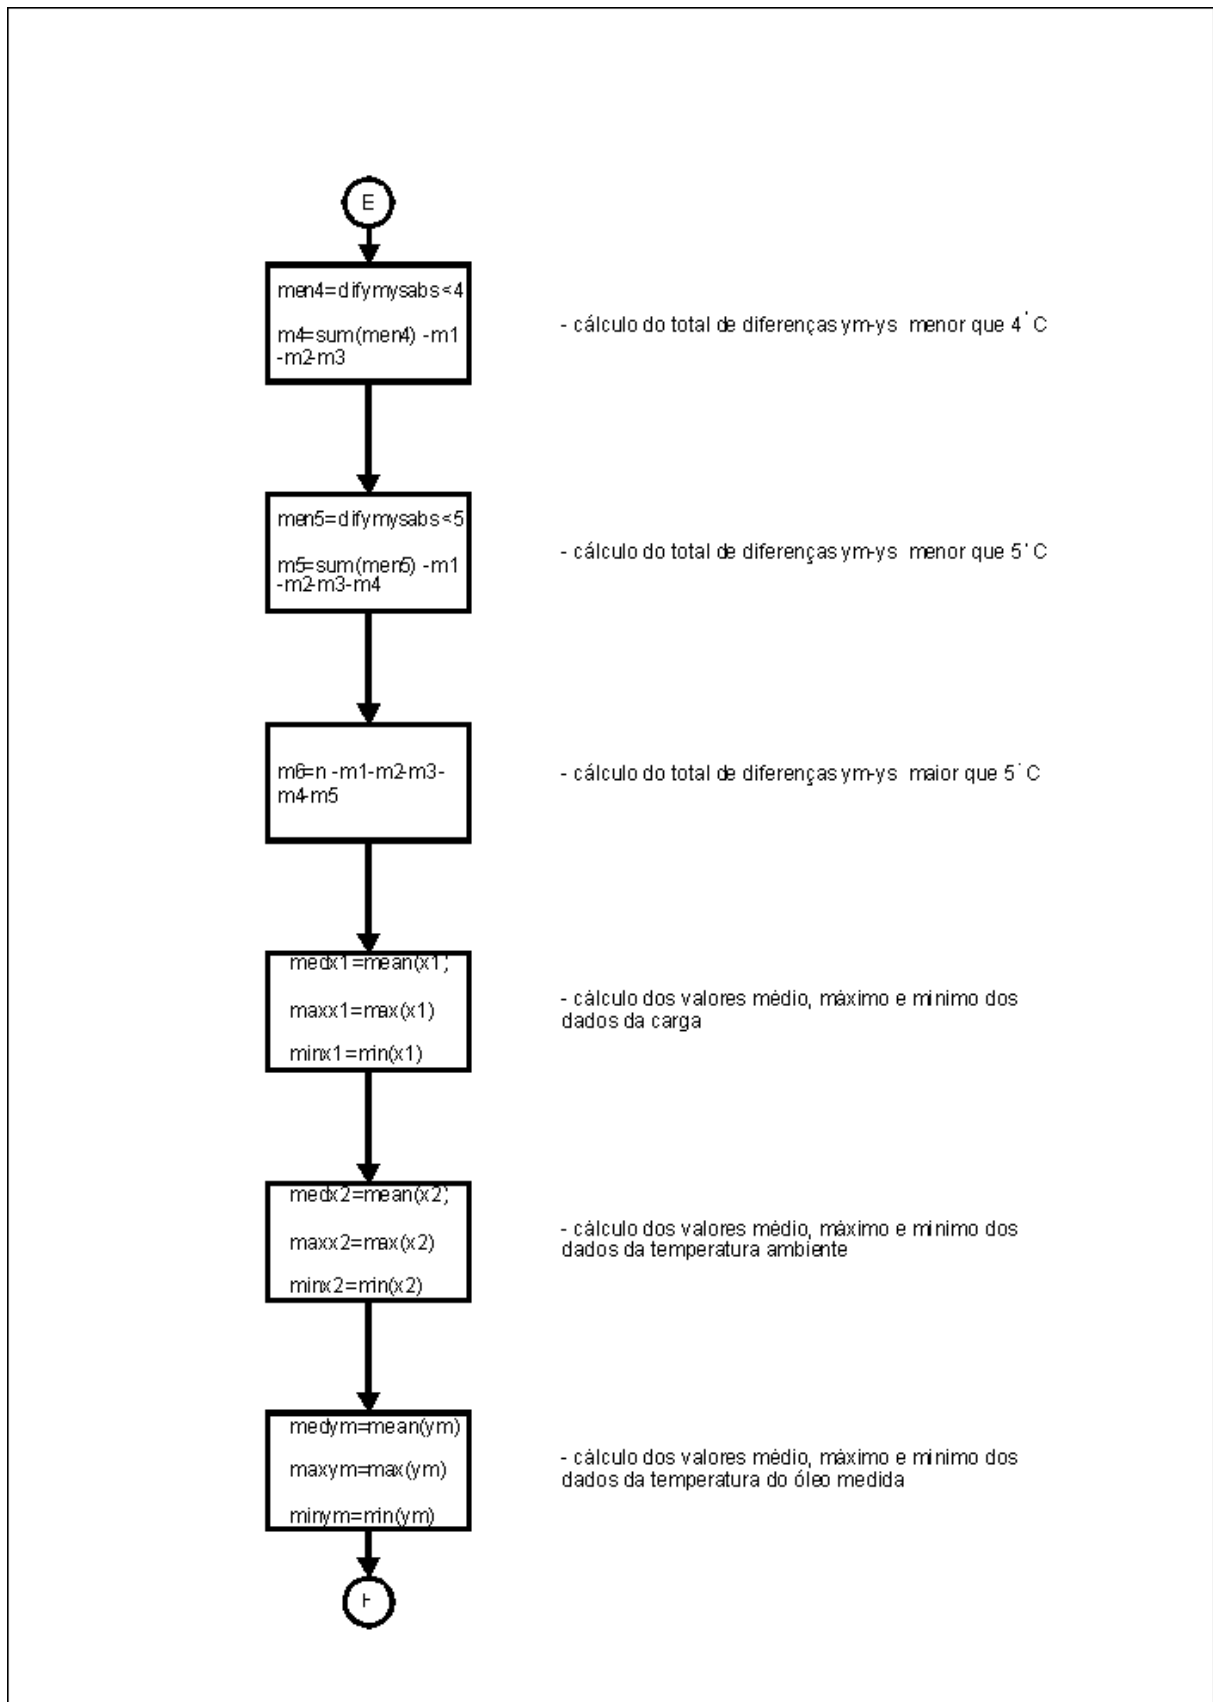 E
men4=difymysabs<4
m4=sum(men4) -m1
-m2-m3
- cálculo do total de diferenças ym-ys menor que 4°C
men5=difymysabs<5
m5=sum(men5) -m1
-m2-m3-m4
- cálculo do total de diferenças ym-ys menor que 5°C
m6=n -m1-m2-m3-
m4-m5
- cálculo do total de diferenças ym-ys maior que 5°C
medx1=mean(x1)
maxx1=max(x1)
minx1=min(x1)
- cálculo dos valores médio, máximo e mínimo dos
dados da carga
medx2=mean(x2)
maxx2=max(x2)
minx2=min(x2)
- cálculo dos valores médio, máximo e mínimo dos
dados da temperatura ambiente
medym=mean(ym)
maxym=max(ym)
minym=min(ym)
- cálculo dos valores médio, máximo e mínimo dos
dados da temperatura do óleo medida
F